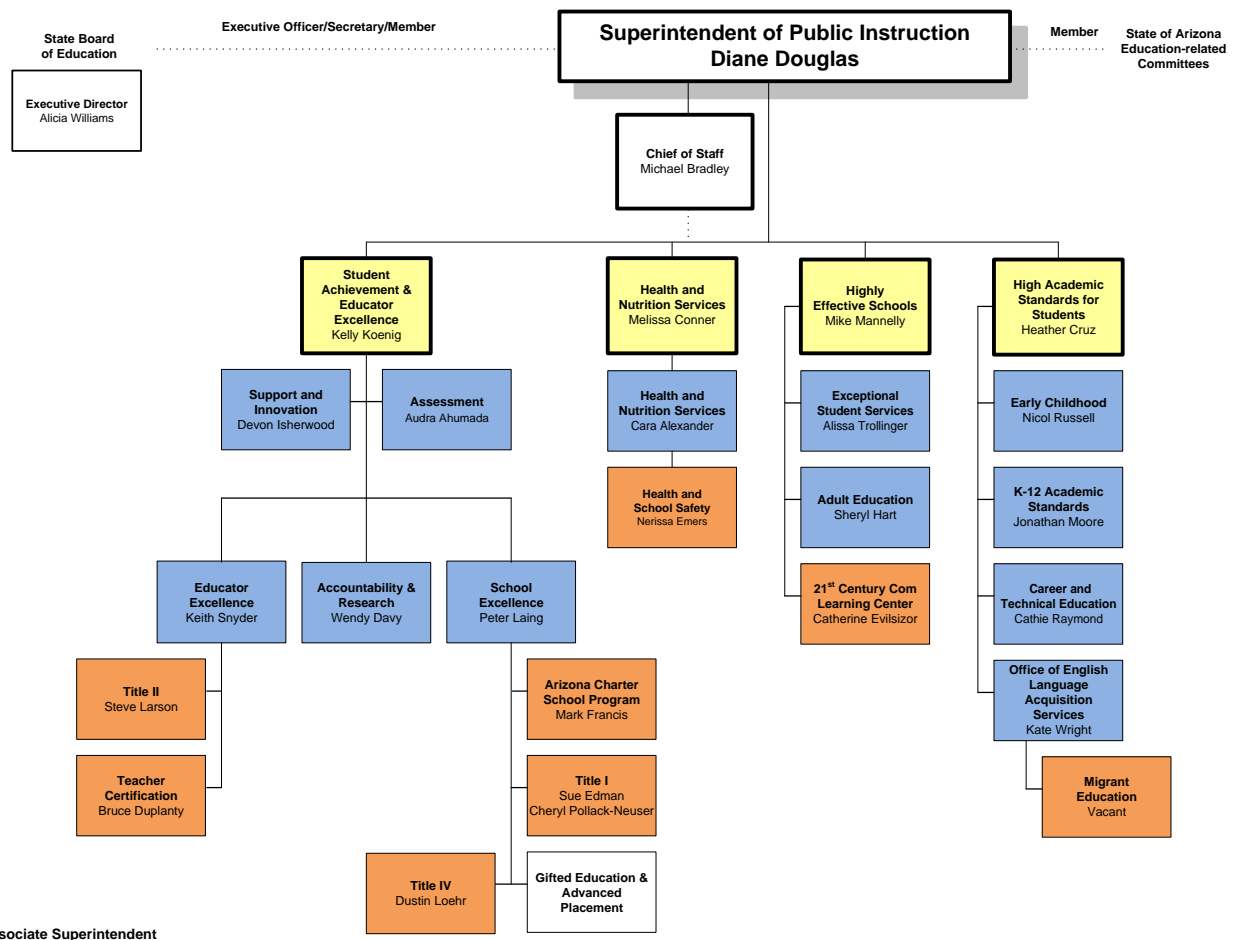 State Board
of Education
Executive Officer/Secretary/Member
Superintendent of Public Instruction
Diane Douglas
Member
State of Arizona
Education-related
Committees
Executive Director
Alicia Williams
Chief of Staff
Michael Bradley
Student
Achievement &
Educator
Excellence
Kelly Koenig
Health and
Nutrition Services
Melissa Conner
Highly
Effective Schools
Mike Mannelly
High Academic
Standards for
Students
Heather Cruz
Support and
Innovation
Devon Isherwood
Assessment
Audra Ahumada
Health and
Nutrition Services
Cara Alexander
Exceptional
Student Services
Alissa Trollinger
Early Childhood
Nicol Russell
Health and
School Safety
Nerissa Emers
Adult Education
Sheryl Hart
K-12 Academic
Standards
Jonathan Moore
Educator
Excellence
Keith Snyder
Accountability &
Research
Wendy Davy
School
Excellence
Peter Laing
21st Century Com
Learning Center
Catherine Evilsizor
Career and
Technical Education
Cathie Raymond
Title II
Steve Larson
Arizona Charter
School Program
Mark Francis
Office of English
Language
Acquisition
Services
Kate Wright
Teacher
Certification
Bruce Duplanty
Title I
Sue Edman
Cheryl Pollack-Neuser
Migrant
Education
Vacant
Title IV
Dustin Loehr
Gifted Education &
Advanced
Placement
sociate Superintendent